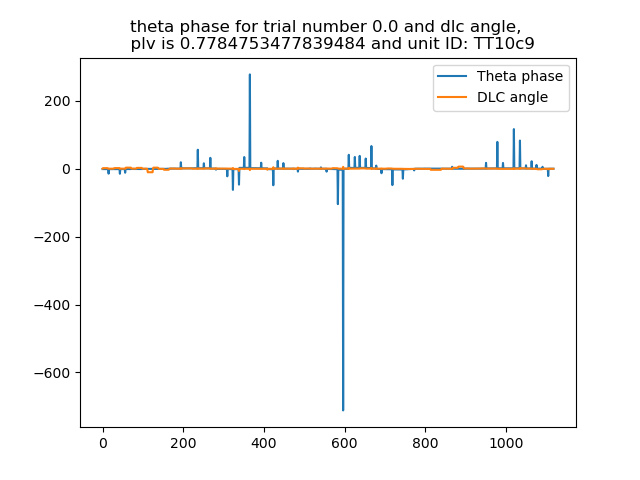 theta phase for trial number 0.0 and dlc angle,
plv is 0.7784753477839484 and unit ID: TT10c9
Theta phase
DLC angle
200
0
−200
−400
−600
0 200 400 600 800 1000